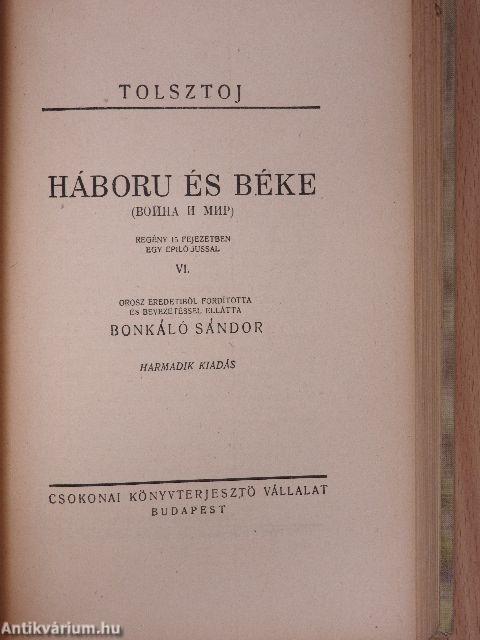 TOLSZTOJ
HÁBORU ÉS BÉKE
(ВОЙНА И МИР)
REGÉNY 15 FEJEZETBEN
EGY EPILÓGUSSAL
VI.
OROSZ EREDETIBŐL FORDÍTOTTA
ÉS BEVEZETÉSSEL ELLÁTTA
BONKÁLÓ SÁNDOR
HARMADIK KIADÁS
CSOKONAI KÖNYVTERJESZTŐ VÁLLALAT
BUDAPEST
Antikvárium.hu